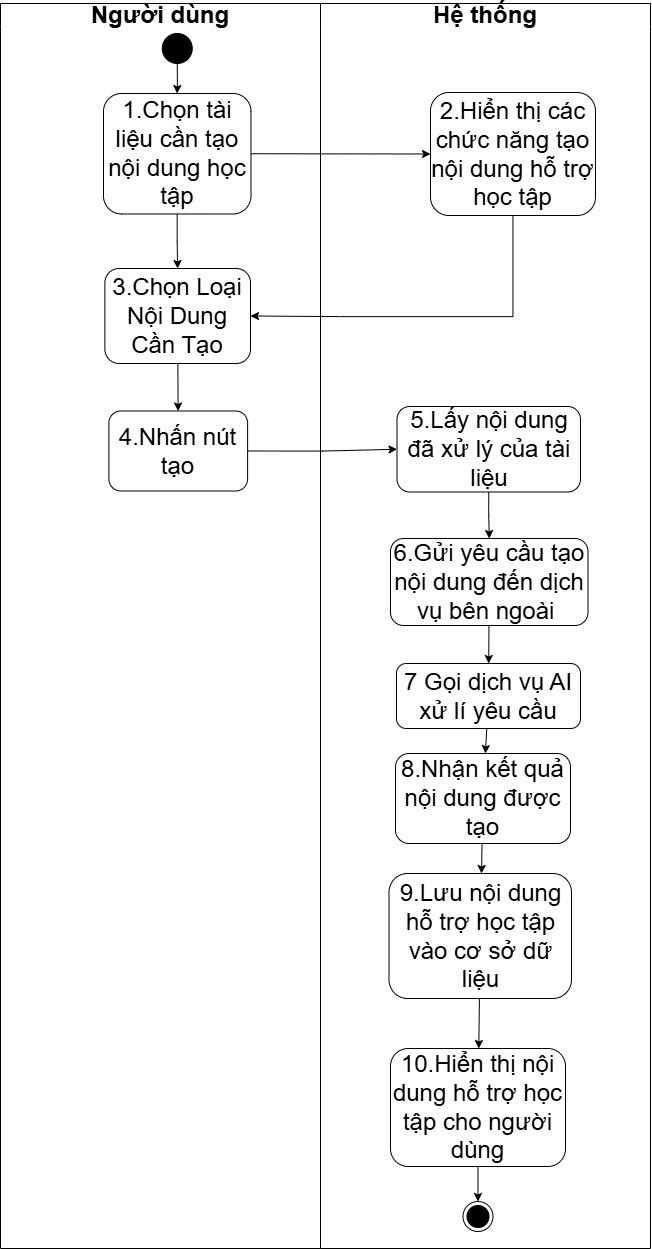 Người dùng
Hệ thống
1.Chọn tài
liệu cần tạo
nội dung học
tập
2.Hiển thị các
chức năng tạo
nội dung hỗ trợ
học tập
3.Chọn Loại
Nội Dung
Cần Tạo
4.Nhấn nút
tạo
5.Lấy nội dung
đã xử lý của tài
liệu
6.Gửi yêu cầu tạo
nội dung đến dịch
vụ bên ngoài
7 Gọi dịch vụ AI
xử lí yêu cầu
8.Nhận kết quả
nội dung được
tạo
9.Lưu nội dung
hỗ trợ học tập
vào cơ sở dữ
liệu
10.Hiển thị nội
dung hỗ trợ học
tập cho người
dùng